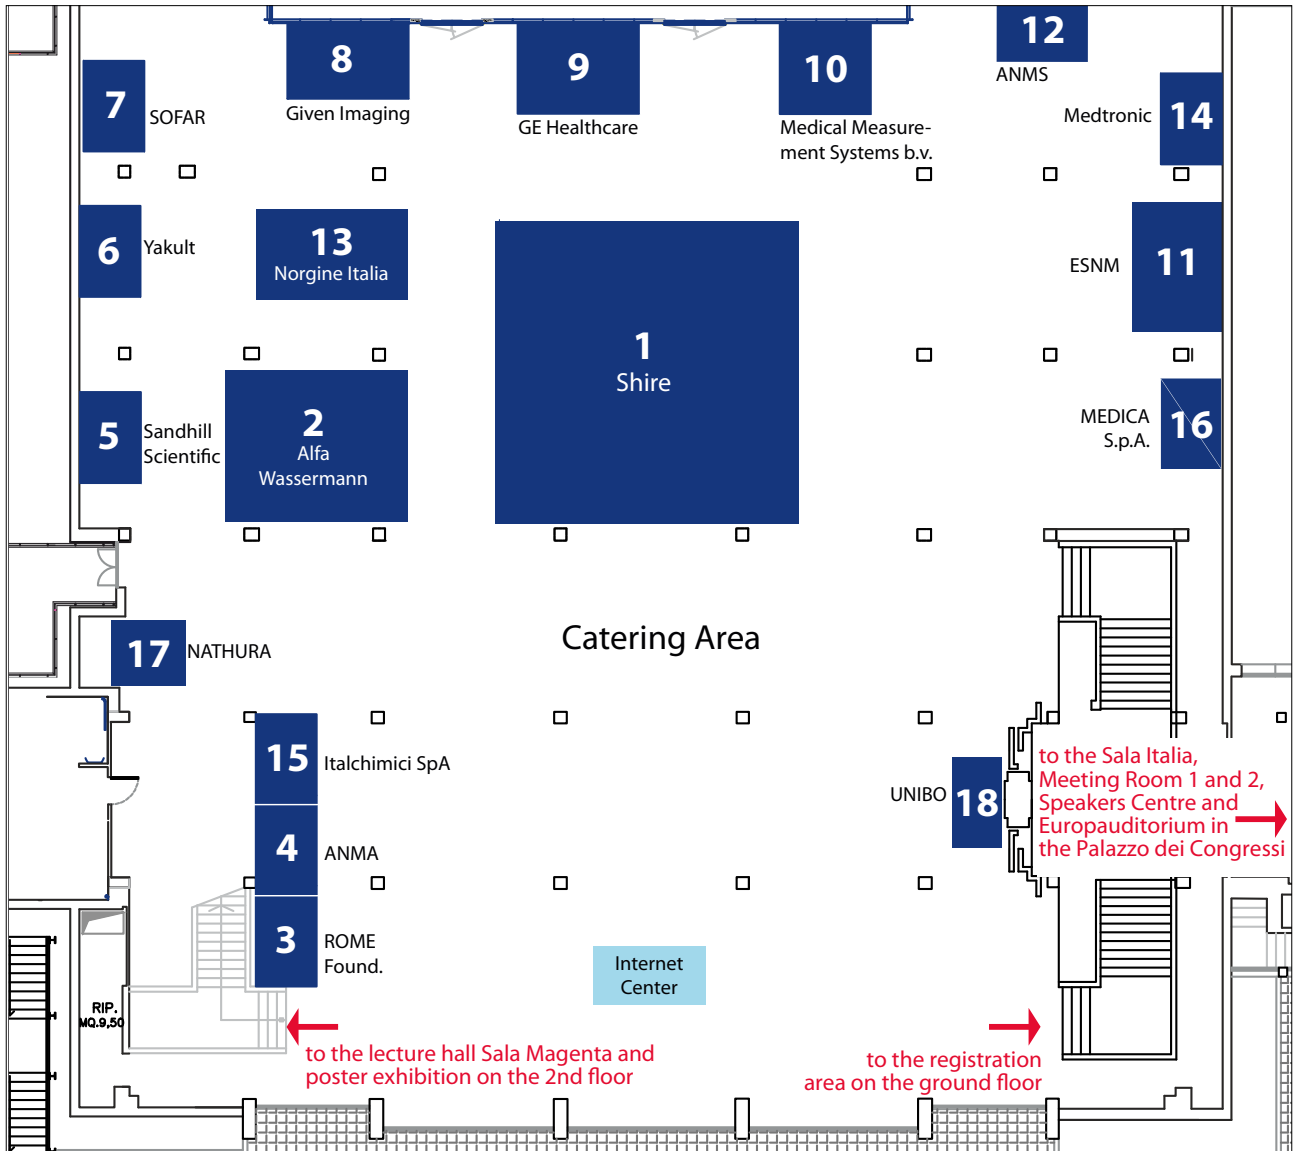 8
9
10
12
7
SOFAR
Given Imaging
GE Healthcare
Medical Measure-
ment Systems b.v.
ANMS
Medtronic
14
6
Yakult
13
Norgine Italia
1
Shire
ESNM
11
5
Sandhill
Scientific
2
Alfa
Wassermann
MEDICA
S.p.A.
16
17
NATHURA
Catering Area
15
Italchimici SpA
4
ANMA
3
ROME
Found.
UNIBO
18
to the Sala Italia,
Meeting Room 1 and 2,
Speakers Centre and
Europauditorium in
the Palazzo dei Congressi
Internet
Center
RIP.
MQ.9,50
to the lecture hall Sala Magenta and
poster exhibition on the 2nd floor
to the registration
area on the ground floor